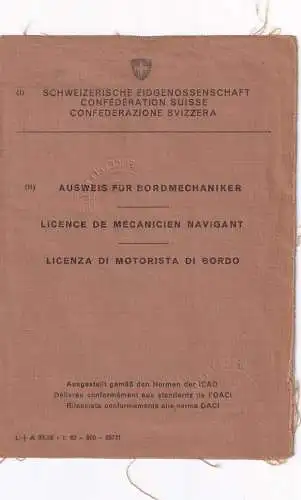 (I) SCHWEIZERISCHE EIDGENOSSENSCHAFT
CONFEDERATION SUISSE
CONFEDERAZIONE SVIZZERA
(II) AUSWEIS FÜR BORDMECHANIKER
LICENCE DE MÉCANICIEN NAVIGANT
LICENZA DI MOTORISTA DI BORDO
Ausgestellt gemäß den Normen der ICAO
Délivrée conformément aux standards de l'OACI
Rilasciata conformemente alle norme OACI